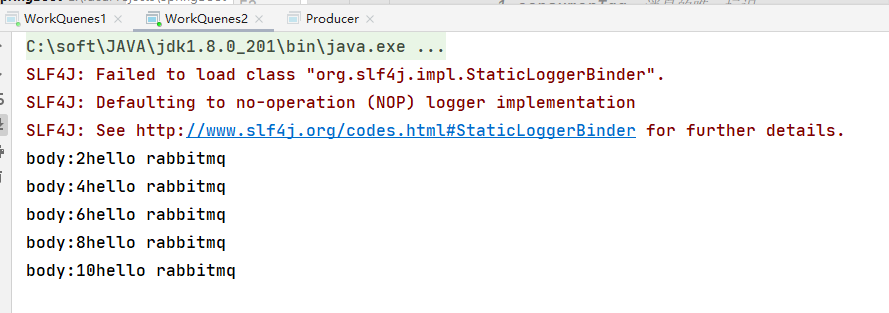 WorkQuenes1 × WorkQuenes2 × Producer ×
C:\soft\JAVA\jdk1.8.0_201\bin\java.exe ...
SLF4J: Failed to load class "org.slf4j.impl.StaticLoggerBinder".
SLF4J: Defaulting to no-operation (NOP) logger implementation
SLF4J: See http://www.slf4j.org/codes.html#StaticLoggerBinder for further details.
body:2hello rabbitmq
body:4hello rabbitmq
body:6hello rabbitmq
body:8hello rabbitmq
body:10hello rabbitmq